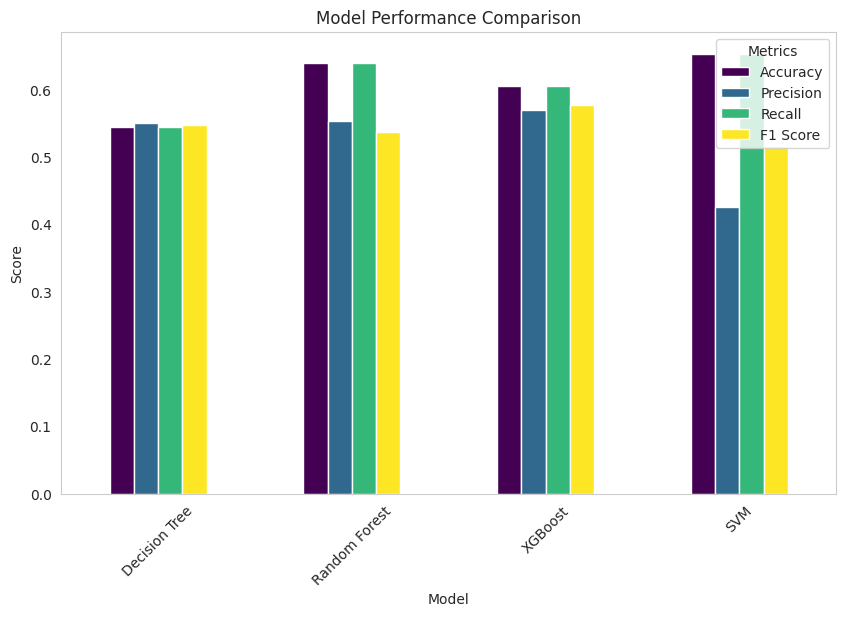 Model Performance Comparison
Metrics
Accuracy
Precision
Recall
F1 Score
Score
0.6
0.5
0.4
0.3
0.2
0.1
0.0
Decision Tree
Random Forest
XGBoost
SVM
Model